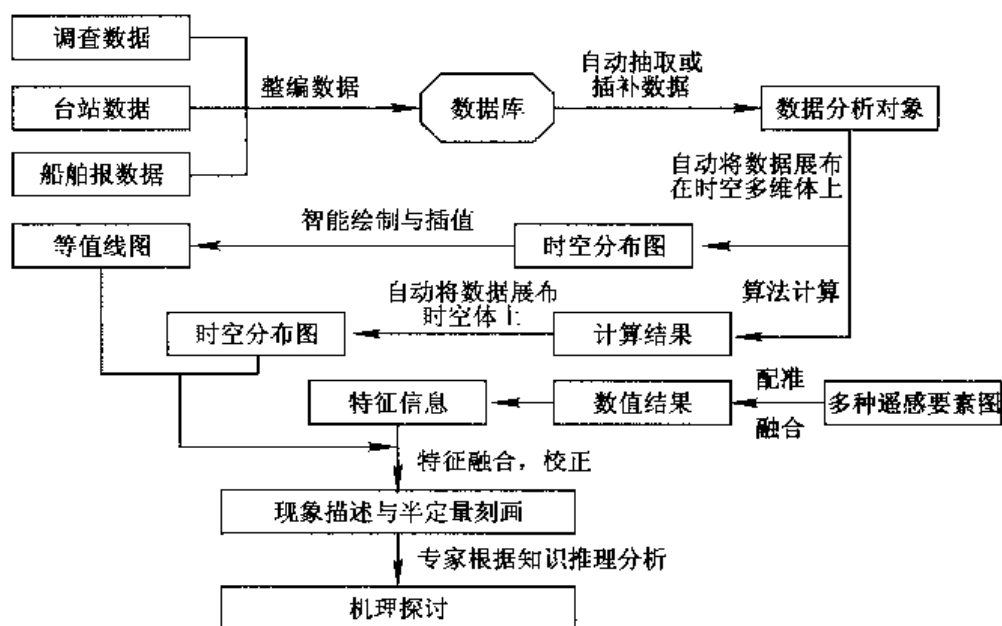 调查数据
台站数据
船舶报数据
整编数据
数据库
自动抽取或
插补数据
数据分析对象
自动将数据展布
在时空多维体上
等值线图
智能绘制与插值
时空分布图
算法计算
时空分布图
自动将数据展布
时空体上
计算结果
特征信息
数值结果
配准
融合
多种遥感要素图
特征融合，校正
现象描述与半定量刻画
专家根据知识推理分析
机理探讨